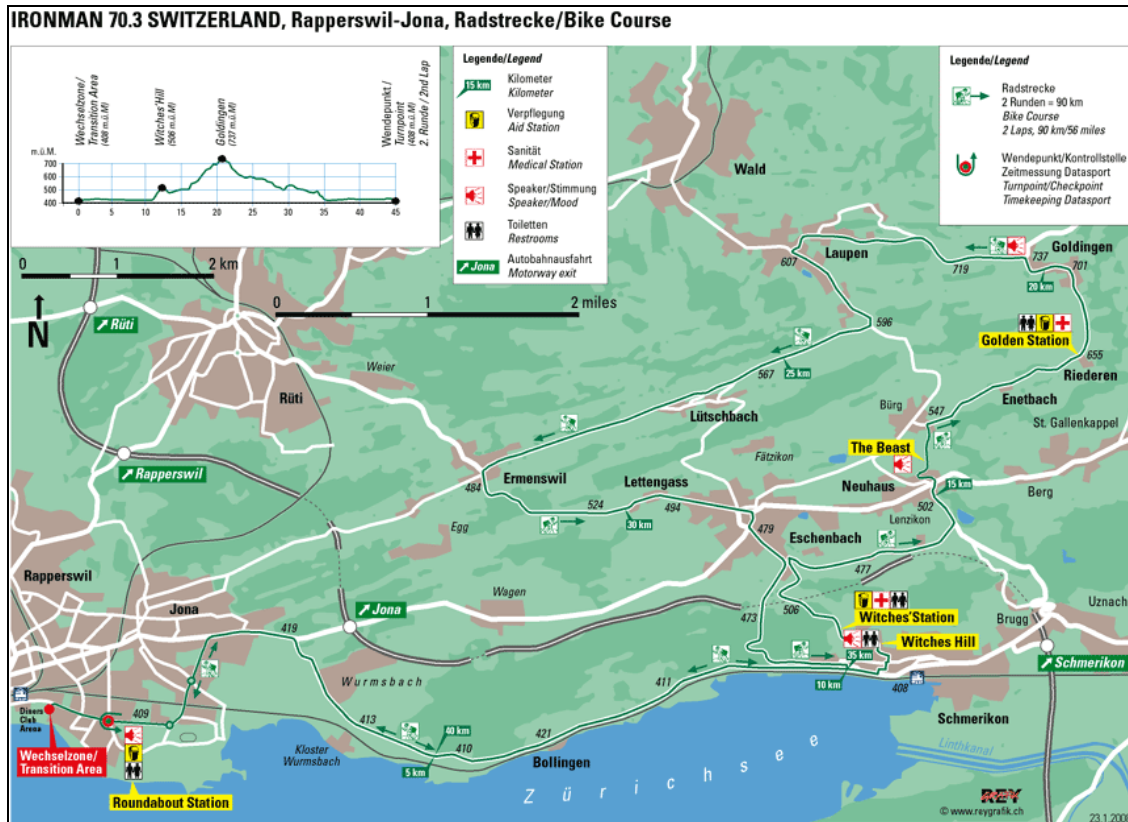 IRONMAN 70.3 SWITZERLAND, Rapperswil-Jona, Radstrecke/Bike Course
Wechselzone/
Transition Area
(408 m.ü.M)
Witches'Hill
(506 m.ü.M)
Goldingen
(737 m.ü.M)
Wendepunkt /
Turnpoint
(408 m.ü.M)
2. Runde / 2nd Lap
m.ü.M.
700
600
500
400
0 5 10 15 20 25 30 35 40 45
0 1 2 km
0 1 2 miles
N
Legende/Legend
15 km
Kilometer
Kilometer
Verpflegung
Aid Station
Sanität
Medical Station
Speaker/Stimmung
Speaker/Mood
Toiletten
Restrooms
Jona
Autobahnausfahrt
Motorway exit
Legende/Legend
Radstrecke
2 Runden = 90 km
Bike Course
2 Laps, 90 km/56 miles
Wendepunkt/Kontrollstelle
Zeitmessung Datasport
Turnpoint/Checkpoint
Timekeeping Datasport
Wald
Laupen
607
719
737
Goldingen
701
20 km
Golden Station
655
Riederen
Enetbach
St. Gallenkappel
596
567
25 km
Lütschbach
Bürg
547
The Beast
Neuhaus
15 km
Berg
502
Lenzikon
Fätzikon
Rüti
Weier
Rüti
Rapperswil
484
Ermenswil
524
Lettengass
30 km
494
479
Eschenbach
477
Egg
Wagen
506
473
Witches'Station
Witches Hill
35 km
10 km
408
Brugg
Uznach
Schmerikon
Schmerikon
Linthkanal
Rapperswil
Jona
Jona
419
Wurmsbach
413
Kloster
Wurmsbach
40 km
5 km
410
421
Bollingen
411
Zürichsee
Diners
Club
Arena
409
Wechselzone/
Transition Area
Roundabout Station
REY
GRAFIK
© www.reygrafik.ch
23.1.200